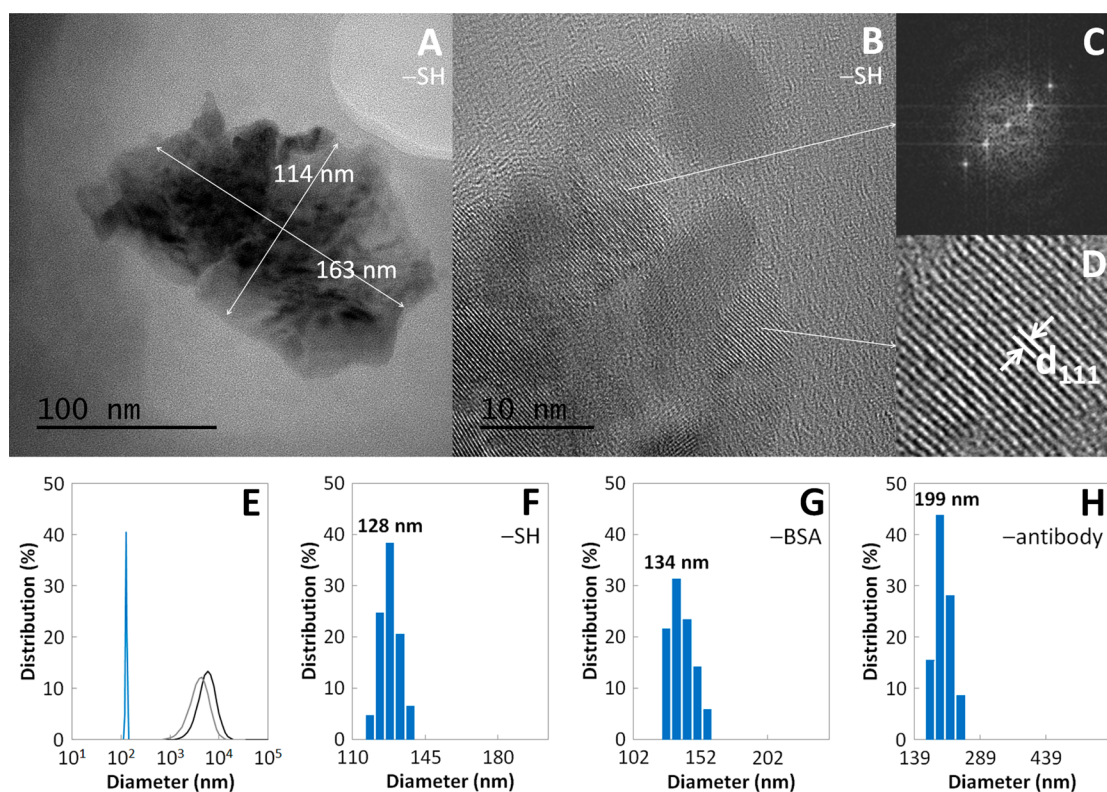 A
–SH
114 nm
163 nm
100 nm
B
–SH
10 nm
C
D
d111
E
Distribution (%)
50
40
30
20
10
0
10¹ 10² 10³ 10⁴ 10⁵
Diameter (nm)
F
–SH
128 nm
Distribution (%)
50
40
30
20
10
0
110 145 180
Diameter (nm)
G
–BSA
134 nm
Distribution (%)
50
40
30
20
10
0
102 152 202
Diameter (nm)
H
–antibody
199 nm
Distribution (%)
50
40
30
20
10
0
139 289 439
Diameter (nm)